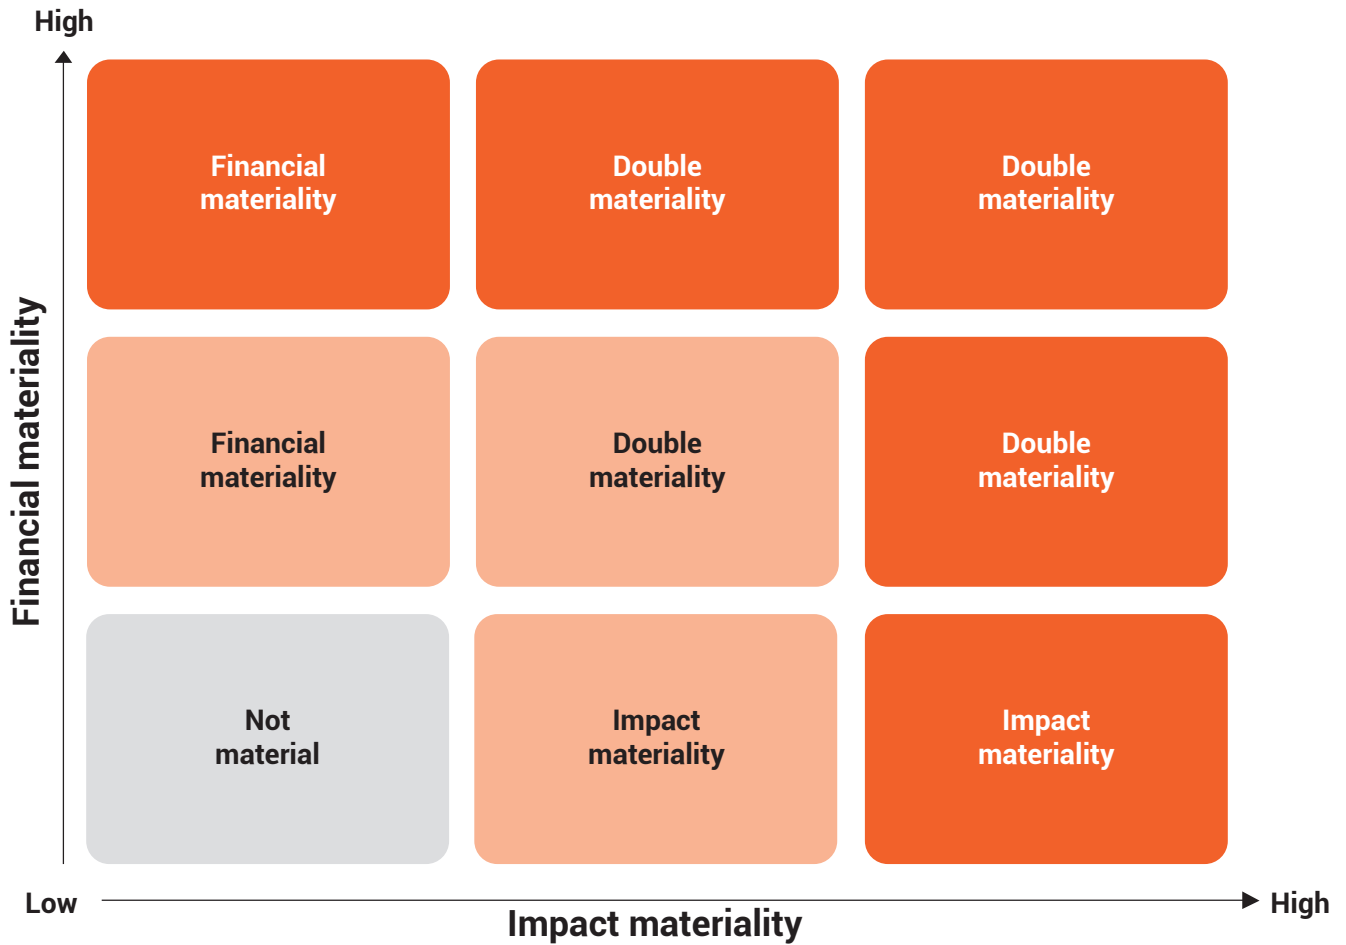 High
Financial
materiality
Double
materiality
Double
materiality
Financial materiality
Financial
materiality
Double
materiality
Double
materiality
Not
material
Impact
materiality
Impact
materiality
Low
Impact materiality
High